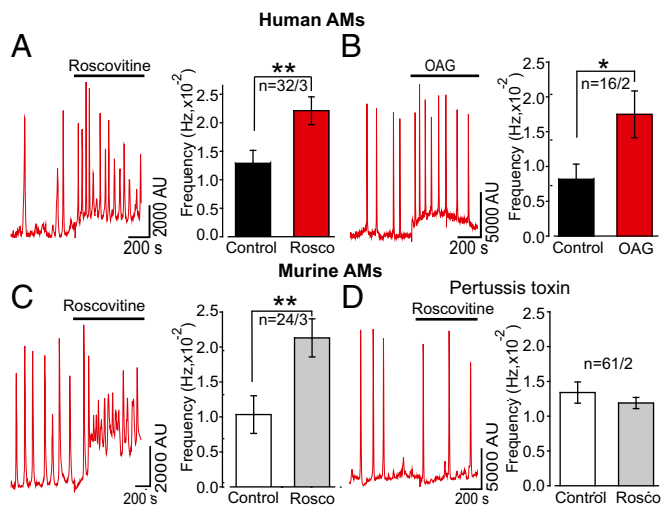 Human AMs
A
Roscovitine
2000 AU
200 s
Frequency (Hz,x10-2)
2.5
2.0
1.5
1.0
0.5
0.0
**
n=32/3
Control Rosco
B
OAG
5000 AU
200 s
Frequency (Hz,x10-2)
2.5
2.0
1.5
1.0
0.5
0.0
*
n=16/2
Control OAG
Murine AMs
C
Roscovitine
2000 AU
200 s
Frequency (Hz,x10-2)
2.5
2.0
1.5
1.0
0.5
0.0
**
n=24/3
Control Rosco
D
Pertussis toxin
Roscovitine
5000 AU
200 s
Frequency (Hz,x10-2)
2.5
2.0
1.5
1.0
0.5
0.0
n=61/2
Control Rosco